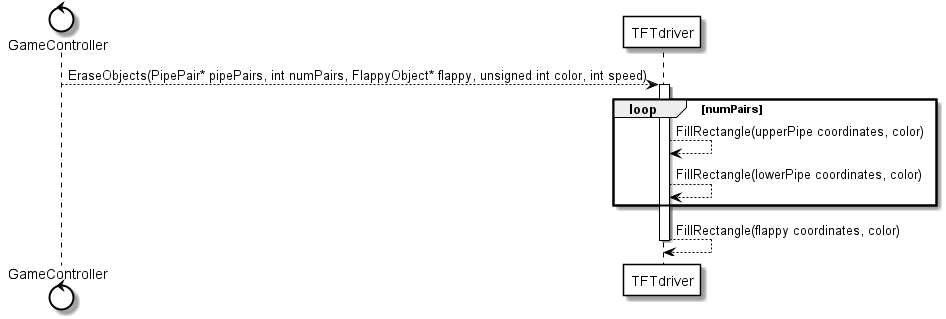 GameController
TFTdriver
EraseObjects(PipePair* pipePairs, int numPairs, FlappyObject* flappy, unsigned int color, int speed)
loop
[numPairs]
FillRectangle(upperPipe coordinates, color)
FillRectangle(lowerPipe coordinates, color)
FillRectangle(flappy coordinates, color)
GameController
TFTdriver